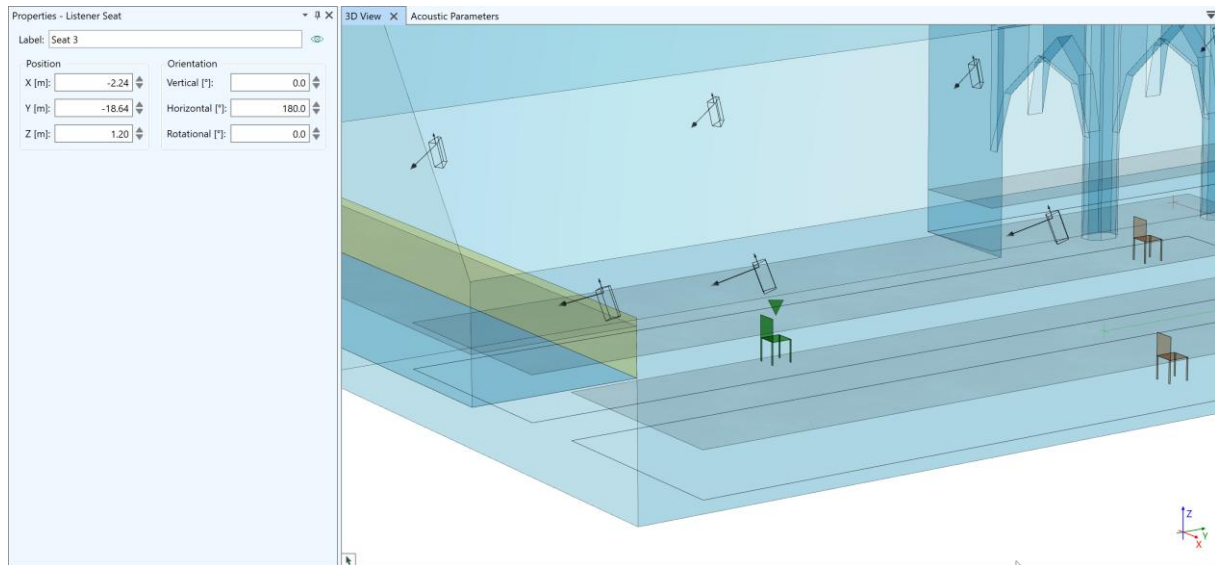 Properties - Listener Seat
3D View
Acoustic Parameters
Label: Seat 3
Position
Orientation
X [m]: -2.24
Vertical [°]: 0.0
Y [m]: -18.64
Horizontal [°]: 180.0
Z [m]: 1.20
Rotational [°]: 0.0
Z
Y
X